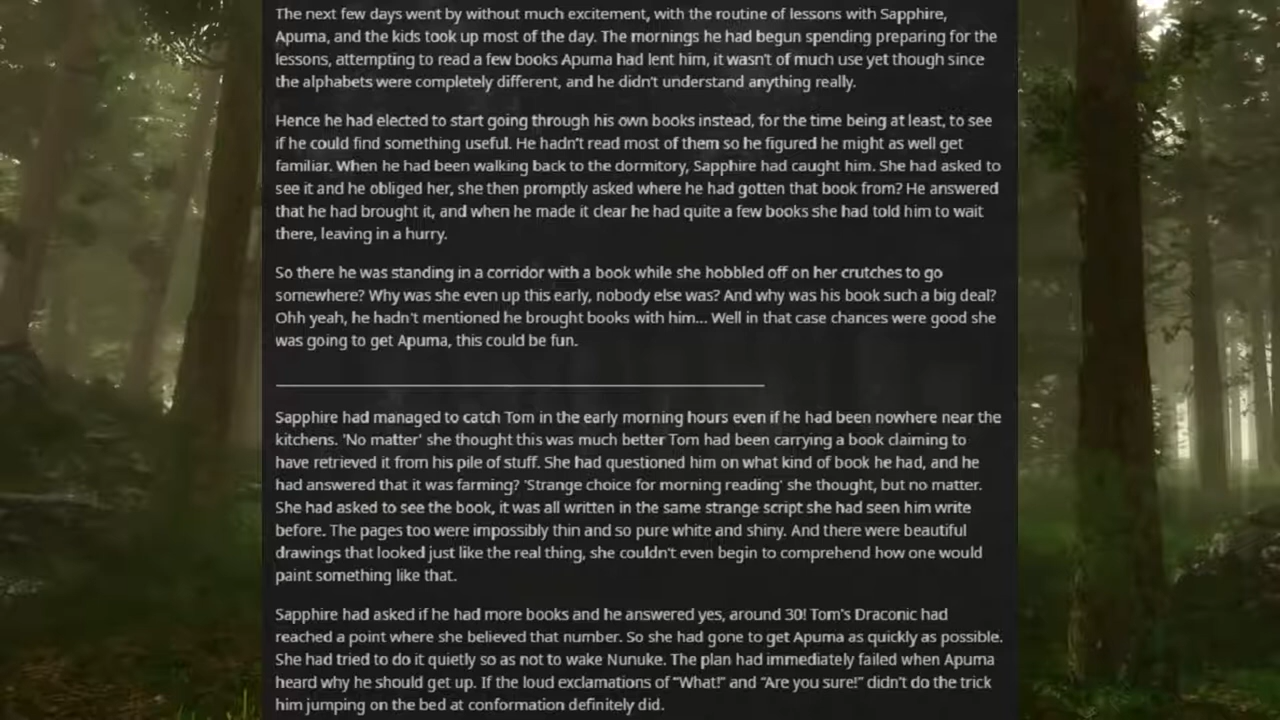 The next few days went by without much excitement, with the routine of lessons with Sapphire,
Apuma, and the kids took up most of the day. The mornings he had begun spending preparing for the
lessons, attempting to read a few books Apuma had lent him, it wasn't of much use yet though since
the alphabets were completely different, and he didn't understand anything really.
Hence he had elected to start going through his own books instead, for the time being at least, to see
if he could find something useful. He hadn't read most of them so he figured he might as well get
familiar. When he had been walking back to the dormitory, Sapphire had caught him. She had asked to
see it and he obliged her, she then promptly asked where he had gotten that book from? He answered
that he had brought it, and when he made it clear he had quite a few books she had told him to wait
there, leaving in a hurry.
So there he was standing in a corridor with a book while she hobbled off on her crutches to go
somewhere? Why was she even up this early, nobody else was? And why was his book such a big deal?
Ohh yeah, he hadn't mentioned he brought books with him... Well in that case chances were good she
was going to get Apuma, this could be fun.
Sapphire had managed to catch Tom in the early morning hours even if he had been nowhere near the
kitchens. 'No matter' she thought this was much better Tom had been carrying a book claiming to
have retrieved it from his pile of stuff. She had questioned him on what kind of book he had, and he
had answered that it was farming? 'Strange choice for morning reading' she thought, but no matter.
She had asked to see the book, it was all written in the same strange script she had seen him write
before. The pages too were impossibly thin and so pure white and shiny. And there were beautiful
drawings that looked just like the real thing, she couldn't even begin to comprehend how one would
paint something like that.
Sapphire had asked if he had more books and he answered yes, around 30! Tom's Draconic had
reached a point where she believed that number. So she had gone to get Apuma as quickly as possible.
She had tried to do it quietly so as not to wake Nunuke. The plan had immediately failed when Apuma
heard why he should get up. If the loud exclamations of "What!" and "Are you sure!" didn't do the trick
him jumping on the bed at conformation definitely did.